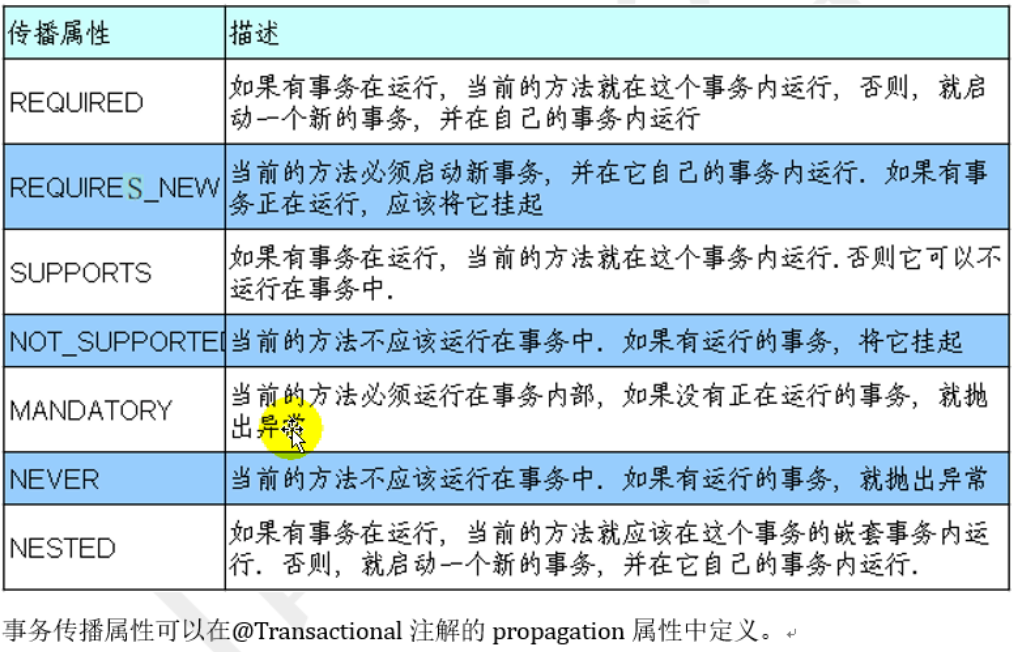 传播属性 描述
REQUIRED 如果有事务在运行，当前的方法就在这个事务内运行，否则，就启
动一个新的事务，并在自己的事务内运行
REQUIRES_NEW 当前的方法必须启动新事务，并在它自己的事务内运行. 如果有事
务正在运行，应该将它挂起
SUPPORTS 如果有事务在运行，当前的方法就在这个事务内运行.否则它可以不
运行在事务中.
NOT_SUPPORTED 当前的方法不应该运行在事务中. 如果有运行的事务，将它挂起
MANDATORY 当前的方法必须运行在事务内部，如果没有正在运行的事务，就抛
出异常
NEVER 当前的方法不应该运行在事务中. 如果有运行的事务，就抛出异常
NESTED 如果有事务在运行，当前的方法就应该在这个事务的嵌套事务内运
行. 否则，就启动一个新的事务，并在它自己的事务内运行.
事务传播属性可以在@Transactional 注解的 propagation 属性中定义。